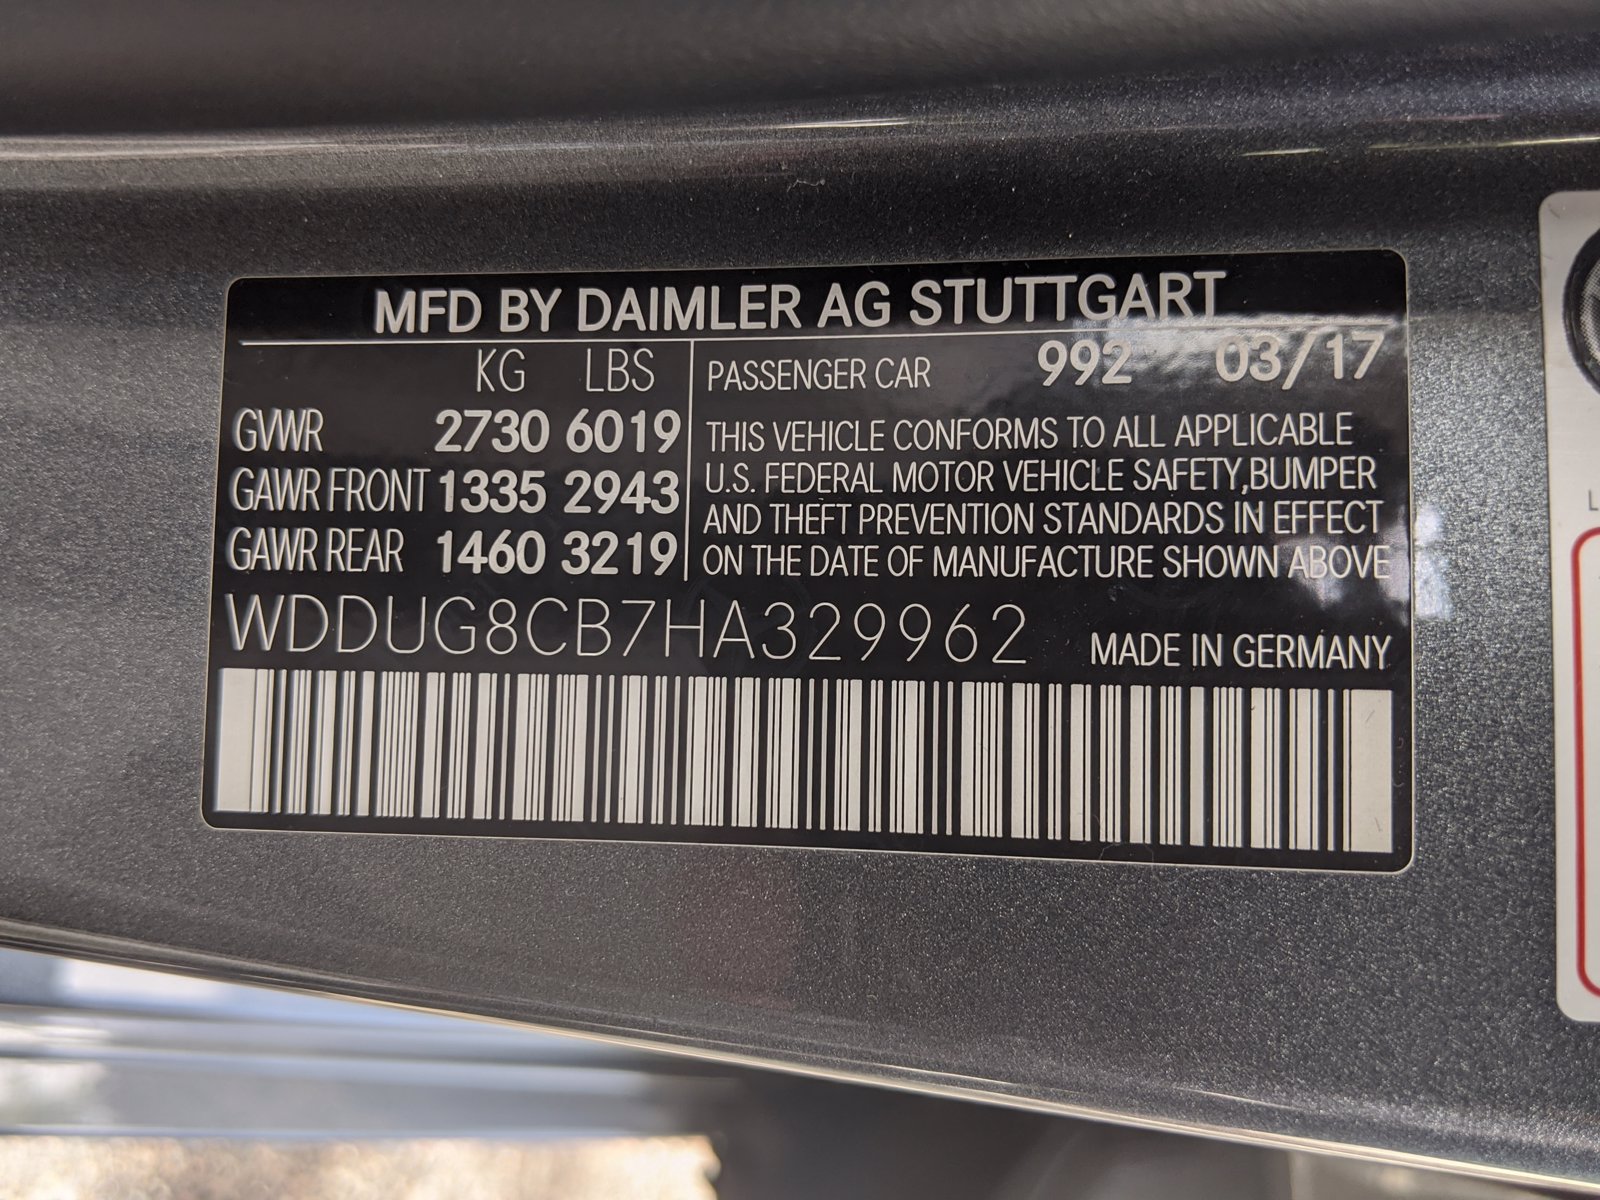 MFD BY DAIMLER AG STUTTGART
KG LBS
GVWR 2730 6019
GAWR FRONT 1335 2943
GAWR REAR 1460 3219
PASSENGER CAR 992 03/17
THIS VEHICLE CONFORMS TO ALL APPLICABLE
U.S. FEDERAL MOTOR VEHICLE SAFETY,BUMPER
AND THEFT PREVENTION STANDARDS IN EFFECT
ON THE DATE OF MANUFACTURE SHOWN ABOVE
WDDUG8CB7HA329962
MADE IN GERMANY
L